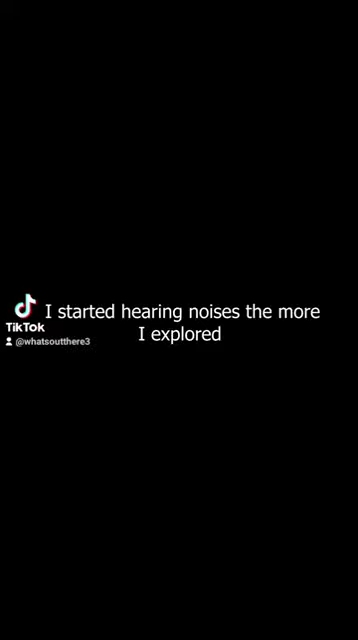 I started hearing noises the more
I explored
TikTok
@whatsoutthere3